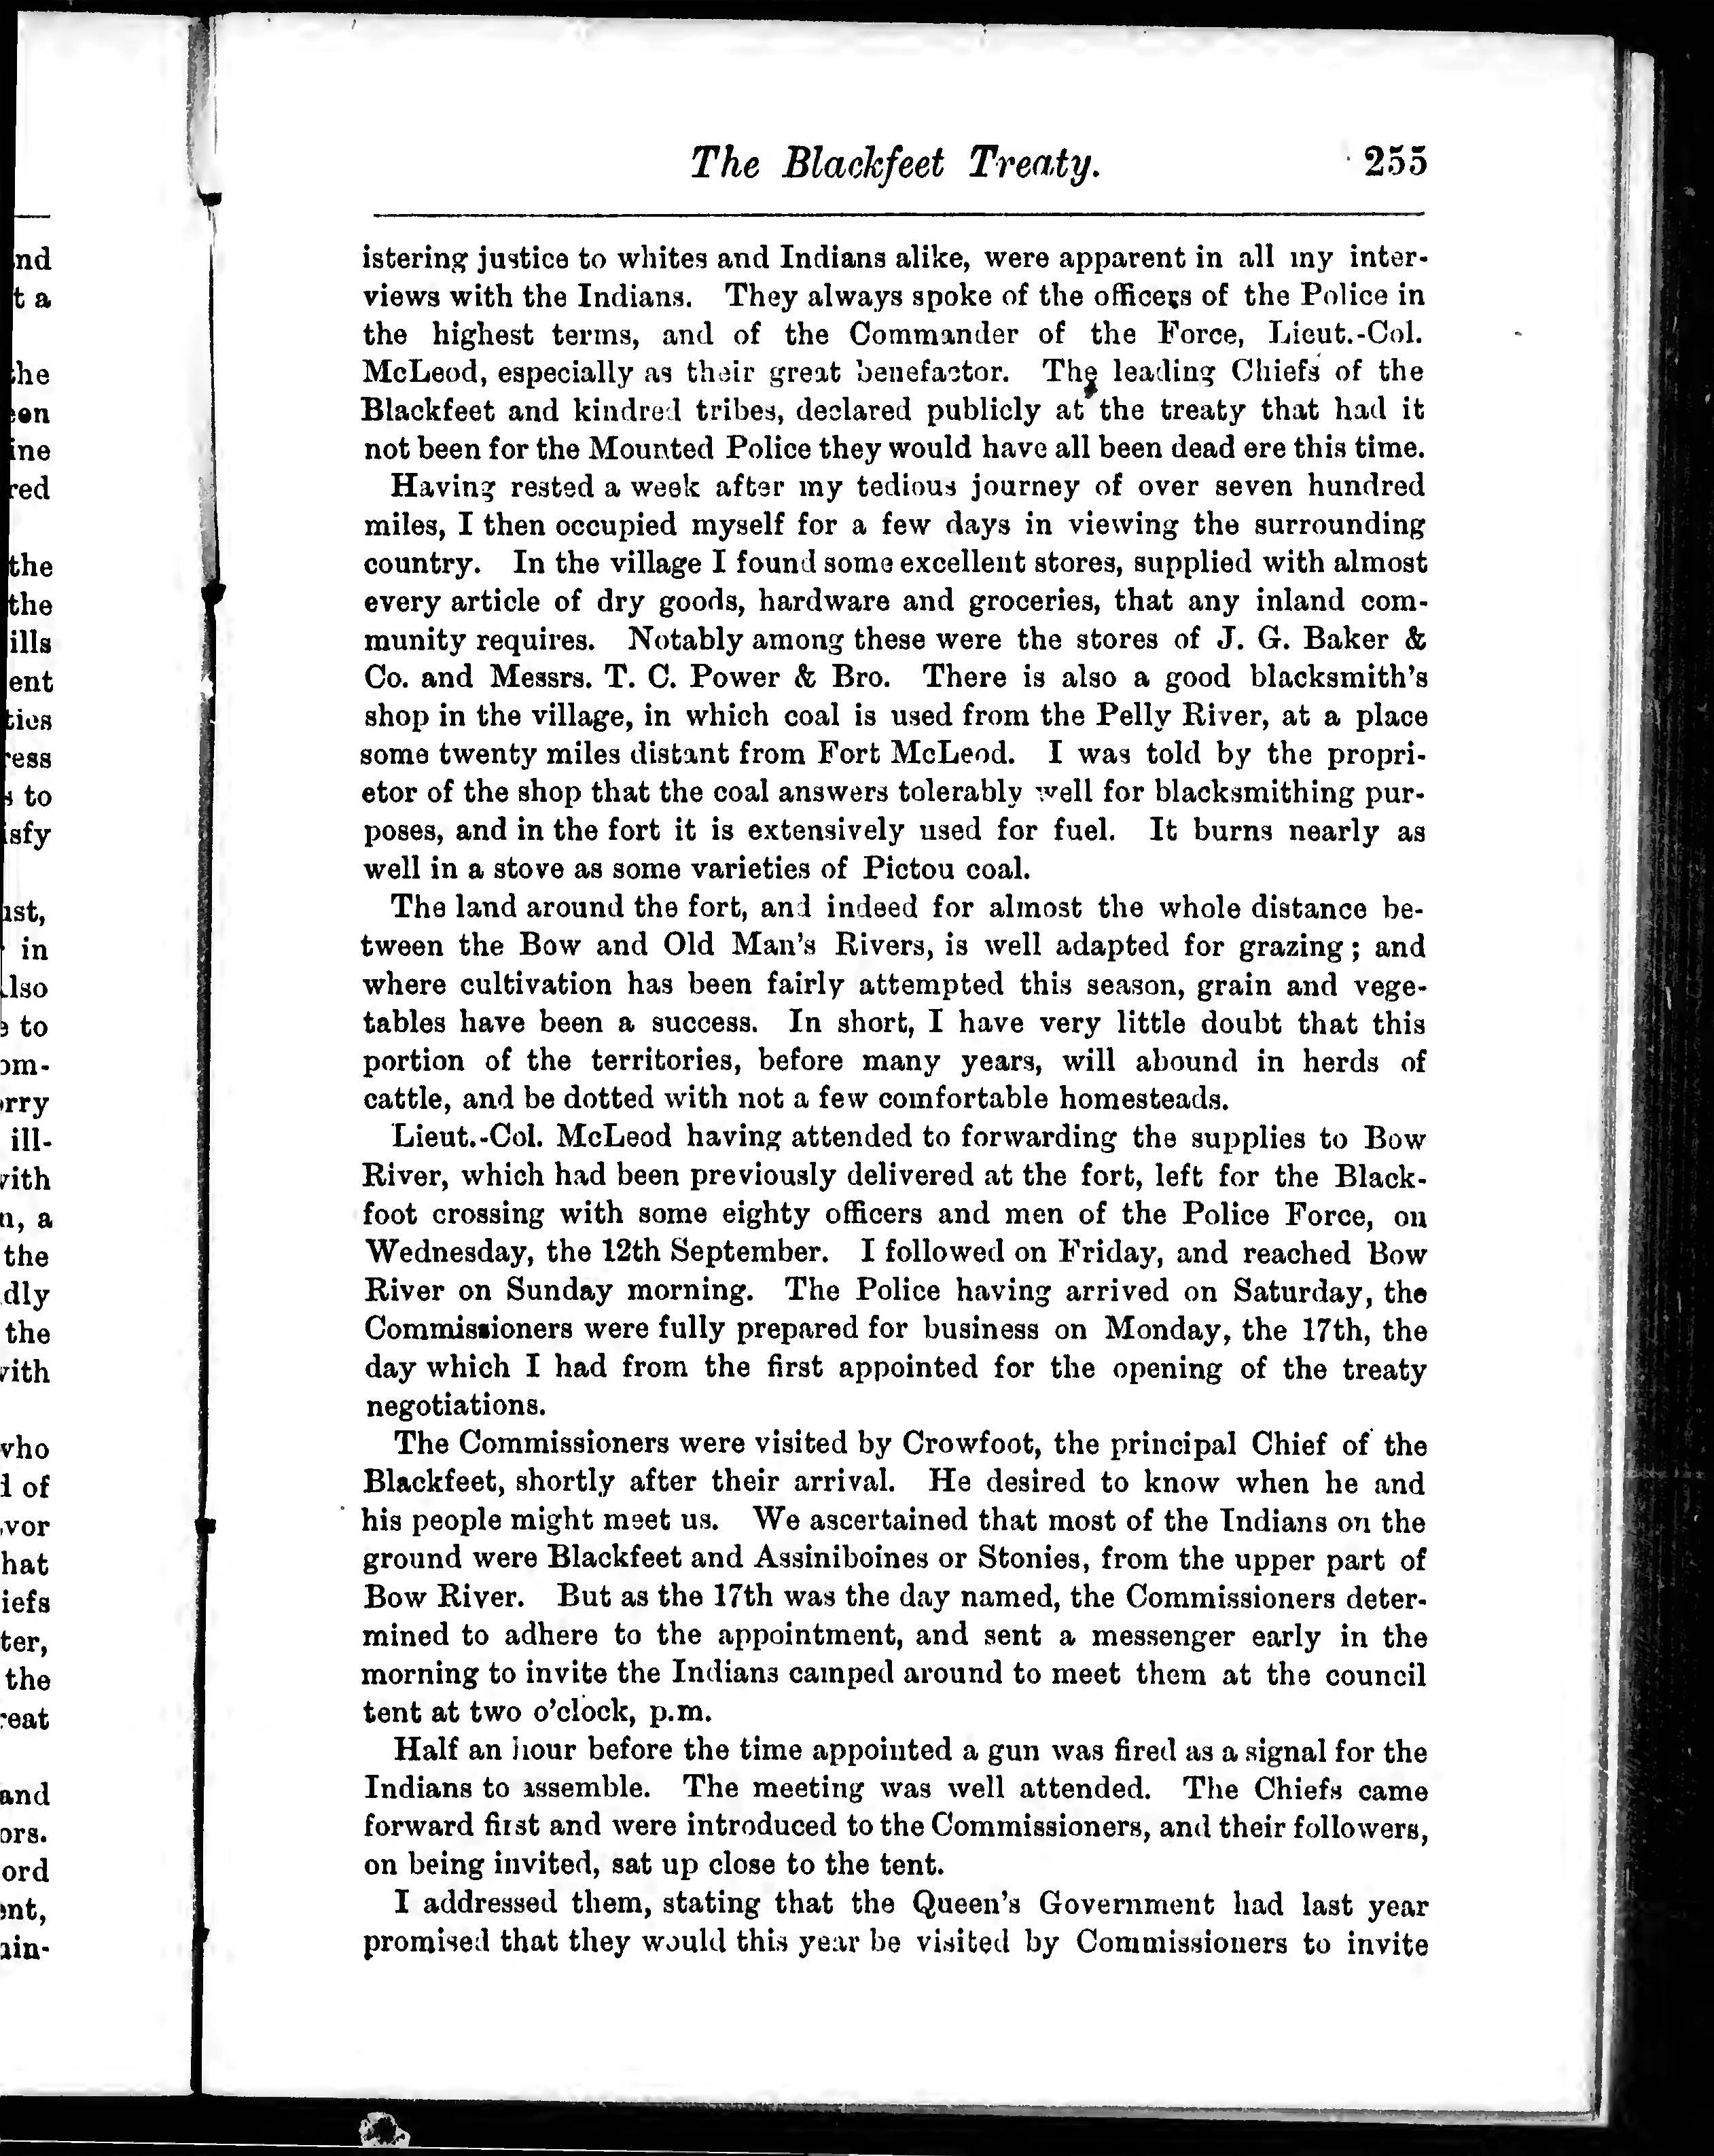 The Blackfeet Treaty. 255
istering justice to whites and Indians alike, were apparent in all my inter-
views with the Indians. They always spoke of the officers of the Police in
the highest terms, and of the Commander of the Force, Lieut.-Col.
McLeod, especially as their great benefactor. The leading Chiefs of the
Blackfeet and kindred tribes, declared publicly at the treaty that had it
not been for the Mounted Police they would have all been dead ere this time.
Having rested a week after my tedious journey of over seven hundred
miles, I then occupied myself for a few days in viewing the surrounding
country. In the village I found some excellent stores, supplied with almost
every article of dry goods, hardware and groceries, that any inland com-
munity requires. Notably among these were the stores of J. G. Baker &
Co. and Messrs. T. C. Power & Bro. There is also a good blacksmith's
shop in the village, in which coal is used from the Pelly River, at a place
some twenty miles distant from Fort McLeod. I was told by the propri-
etor of the shop that the coal answers tolerably well for blacksmithing pur-
poses, and in the fort it is extensively used for fuel. It burns nearly as
well in a stove as some varieties of Pictou coal.
The land around the fort, and indeed for almost the whole distance be-
tween the Bow and Old Man's Rivers, is well adapted for grazing; and
where cultivation has been fairly attempted this season, grain and vege-
tables have been a success. In short, I have very little doubt that this
portion of the territories, before many years, will abound in herds of
cattle, and be dotted with not a few comfortable homesteads.
Lieut.-Col. McLeod having attended to forwarding the supplies to Bow
River, which had been previously delivered at the fort, left for the Black-
foot crossing with some eighty officers and men of the Police Force, on
Wednesday, the 12th September. I followed on Friday, and reached Bow
River on Sunday morning. The Police having arrived on Saturday, the
Commissioners were fully prepared for business on Monday, the 17th, the
day which I had from the first appointed for the opening of the treaty
negotiations.
The Commissioners were visited by Crowfoot, the principal Chief of the
Blackfeet, shortly after their arrival. He desired to know when he and
his people might meet us. We ascertained that most of the Indians on the
ground were Blackfeet and Assiniboines or Stonies, from the upper part of
Bow River. But as the 17th was the day named, the Commissioners deter-
mined to adhere to the appointment, and sent a messenger early in the
morning to invite the Indians camped around to meet them at the council
tent at two o'clock, p.m.
Half an hour before the time appointed a gun was fired as a signal for the
Indians to assemble. The meeting was well attended. The Chiefs came
forward first and were introduced to the Commissioners, and their followers,
on being invited, sat up close to the tent.
I addressed them, stating that the Queen's Government had last year
promised that they would this year be visited by Commissioners to invite